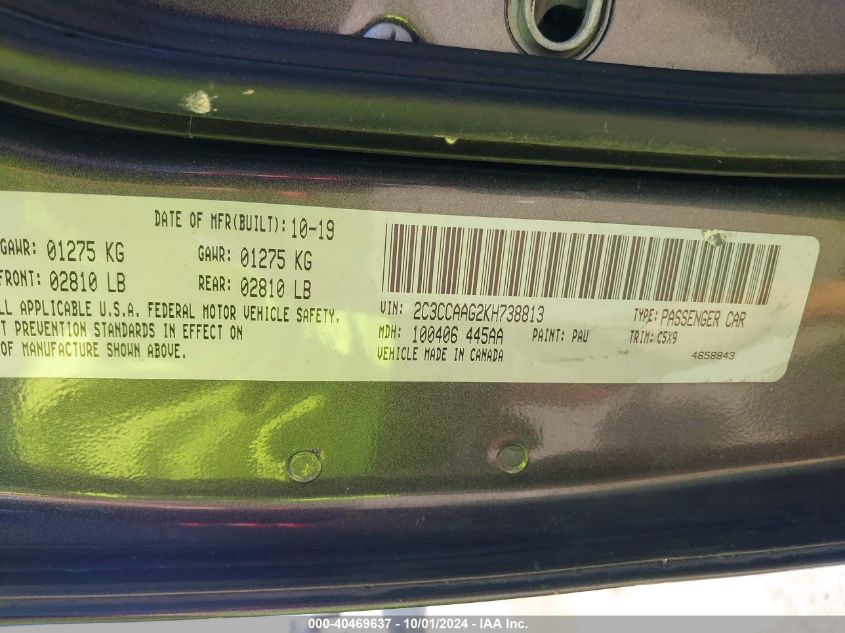 DATE OF MFR(BUILT): 10-19
GAWR: 01275 KG GAWR: 01275 KG
FRONT: 02810 LB REAR: 02810 LB
LL APPLICABLE U.S.A. FEDERAL MOTOR VEHICLE SAFETY,
T PREVENTION STANDARDS IN EFFECT ON
OF MANUFACTURE SHOWN ABOVE.
VIN: 2C3CCAAG2KH738813 TYPE: PASSENGER CAR
MDH: 100406 445AA PAINT: PAU TRIM: C5X9
VEHICLE MADE IN CANADA 4658843
000-40469637 - 10/01/2024 - IAA Inc.